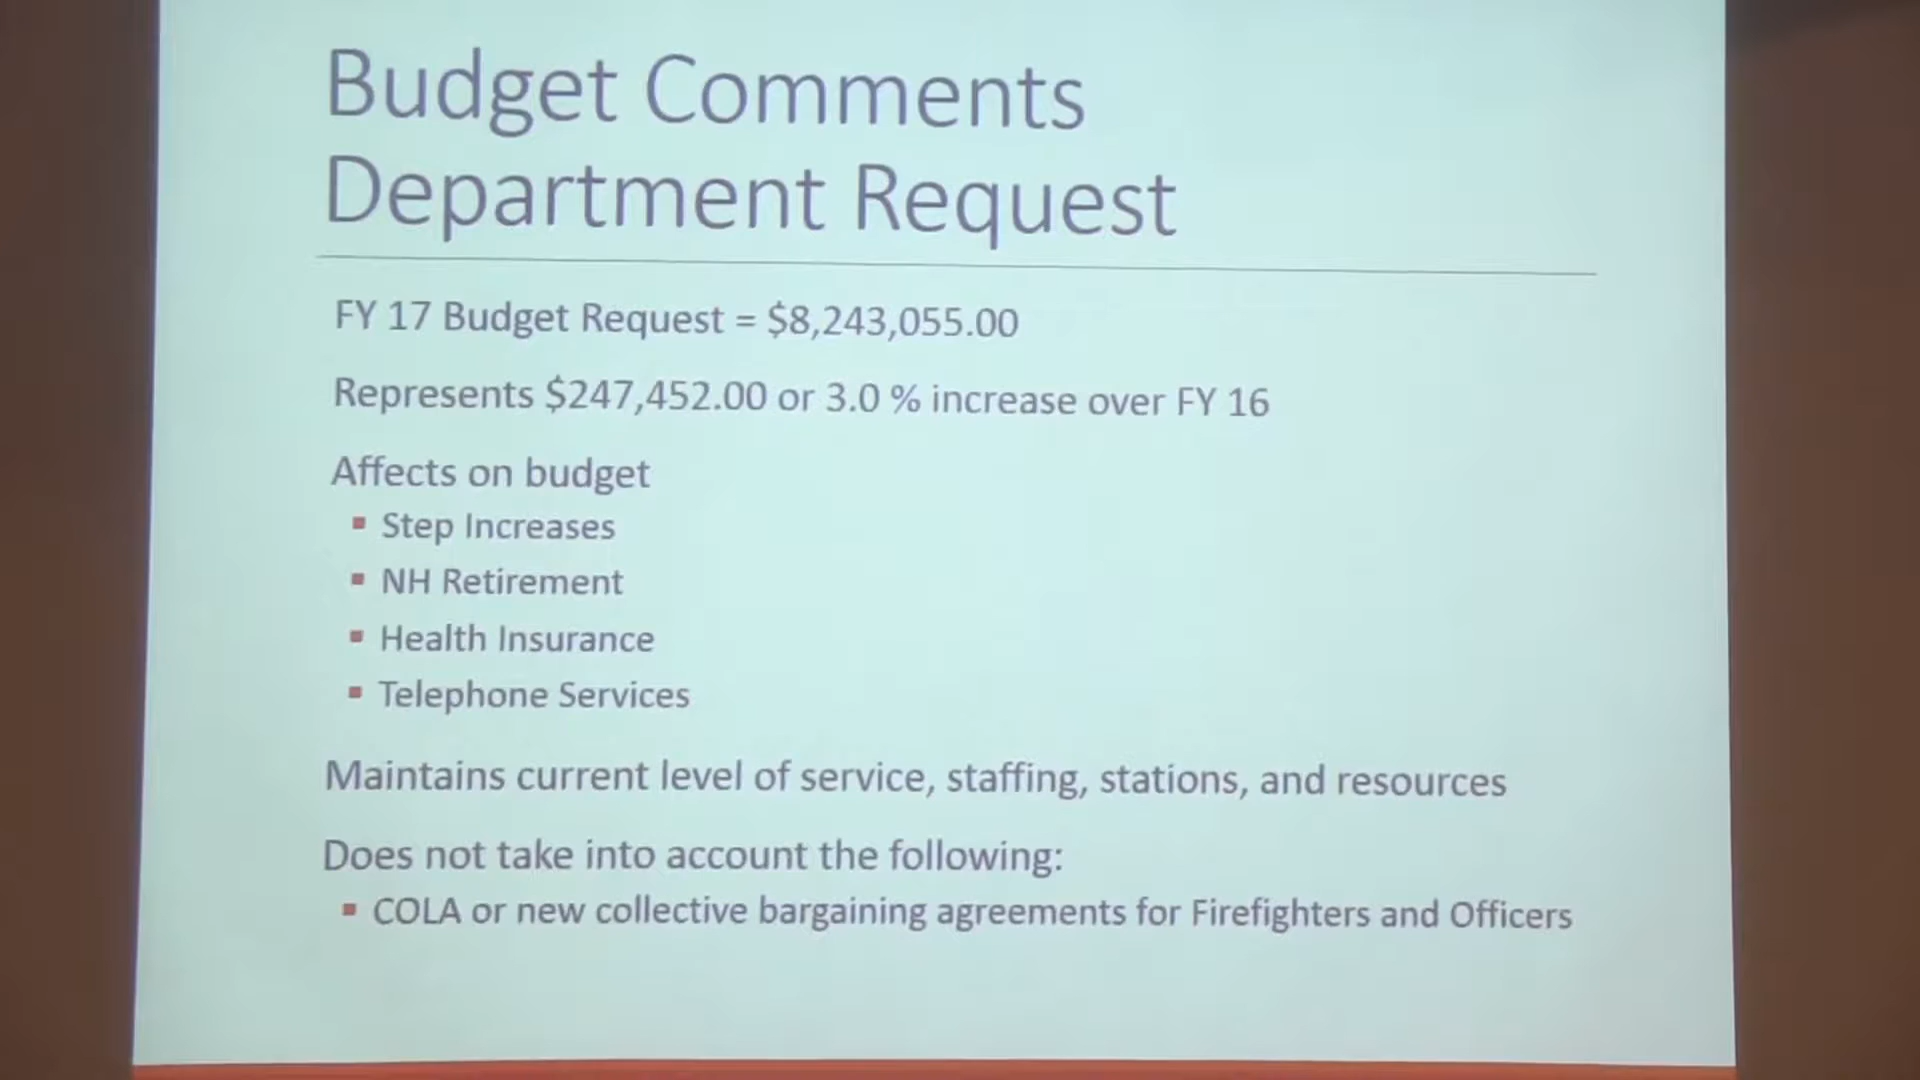 Budget Comments
Department Request
FY 17 Budget Request = $8,243,055.00
Represents $247,452.00 or 3.0 % increase over FY 16
Affects on budget
▪ Step Increases
▪ NH Retirement
▪ Health Insurance
▪ Telephone Services
Maintains current level of service, staffing, stations, and resources
Does not take into account the following:
▪ COLA or new collective bargaining agreements for Firefighters and Officers